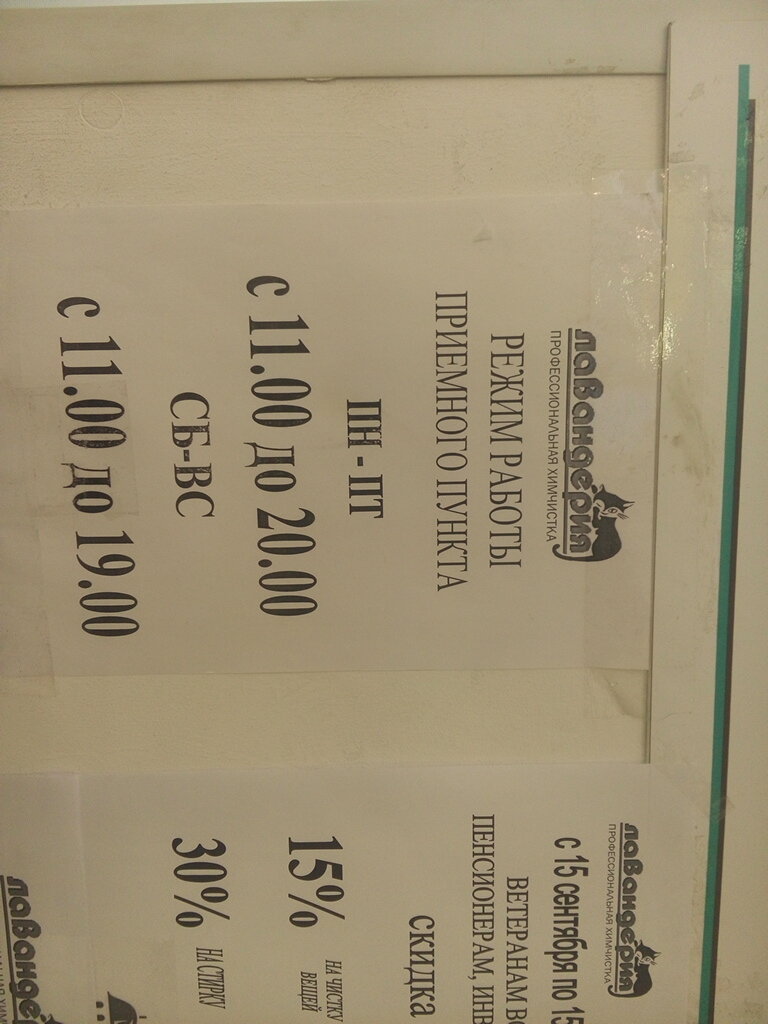 лавандерия
ПРОФЕССИОНАЛЬНАЯ ХИМЧИСТКА
РЕЖИМ РАБОТЫ
ПРИЕМНОГО ПУНКТА
ПН - ПТ
с 11.00 до 20.00
СБ-ВС
с 11.00 до 19.00
лавандерия
ПРОФЕССИОНАЛЬНАЯ ХИМЧИСТКА
с 15 сентября по 15
ВЕТЕРАНАМ
ПЕНСИОНЕРАМ,
скидка
15% НА ЧИСТКУ
ВЕЩЕЙ
30% НА СТИРКУ